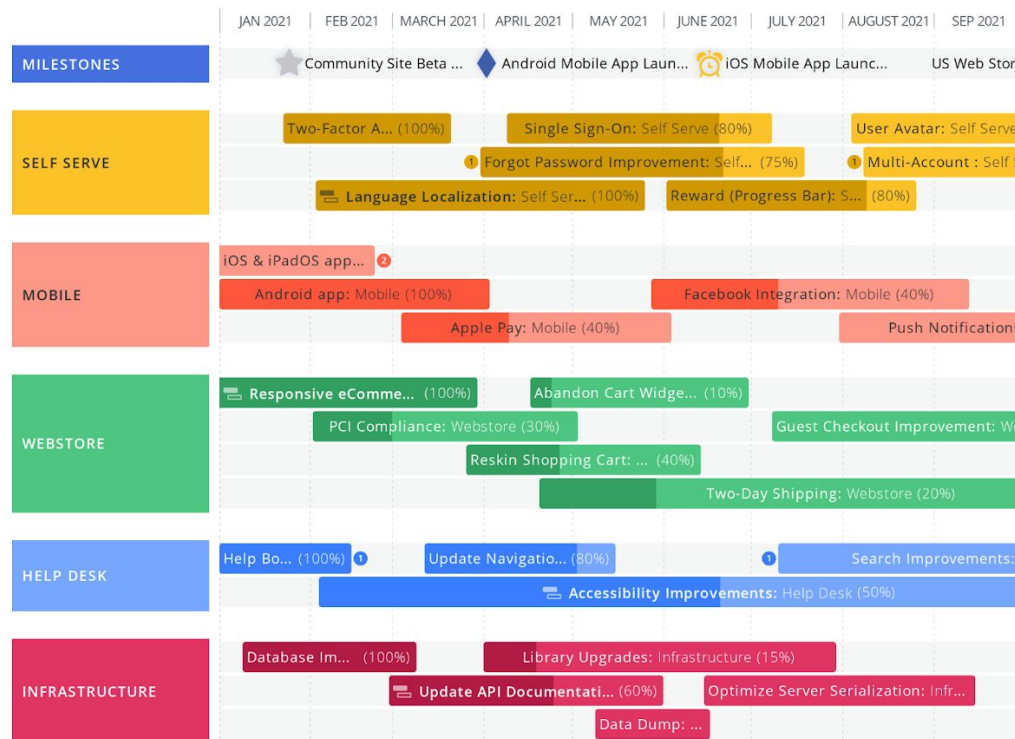 JAN 2021 FEB 2021 MARCH 2021 APRIL 2021 MAY 2021 JUNE 2021 JULY 2021 AUGUST 2021 SEP 2021
MILESTONES Community Site Beta ... Android Mobile App Laun... iOS Mobile App Launc... US Web Stor
Two-Factor A... (100%) Single Sign-On: Self Serve (80%) User Avatar: Self Serve
SELF SERVE 1 Forgot Password Improvement: Self... (75%) 1 Multi-Account : Self
Language Localization: Self Ser... (100%) Reward (Progress Bar): S... (80%)
iOS & iPadOS app... 2
MOBILE Android app: Mobile (100%) Facebook Integration: Mobile (40%)
Apple Pay: Mobile (40%) Push Notification
Responsive eComme... (100%) Abandon Cart Widge... (10%)
PCI Compliance: Webstore (30%) Guest Checkout Improvement: We
WEBSTORE
Reskin Shopping Cart: ... (40%)
Two-Day Shipping: Webstore (20%)
Help Bo... (100%) 1 Update Navigatio... (80%) 1 Search Improvements:
HELP DESK
Accessibility Improvements: Help Desk (50%)
Database Im... (100%) Library Upgrades: Infrastructure (15%)
INFRASTRUCTURE Update API Documentati... (60%) Optimize Server Serialization: Infr...
Data Dump: ...